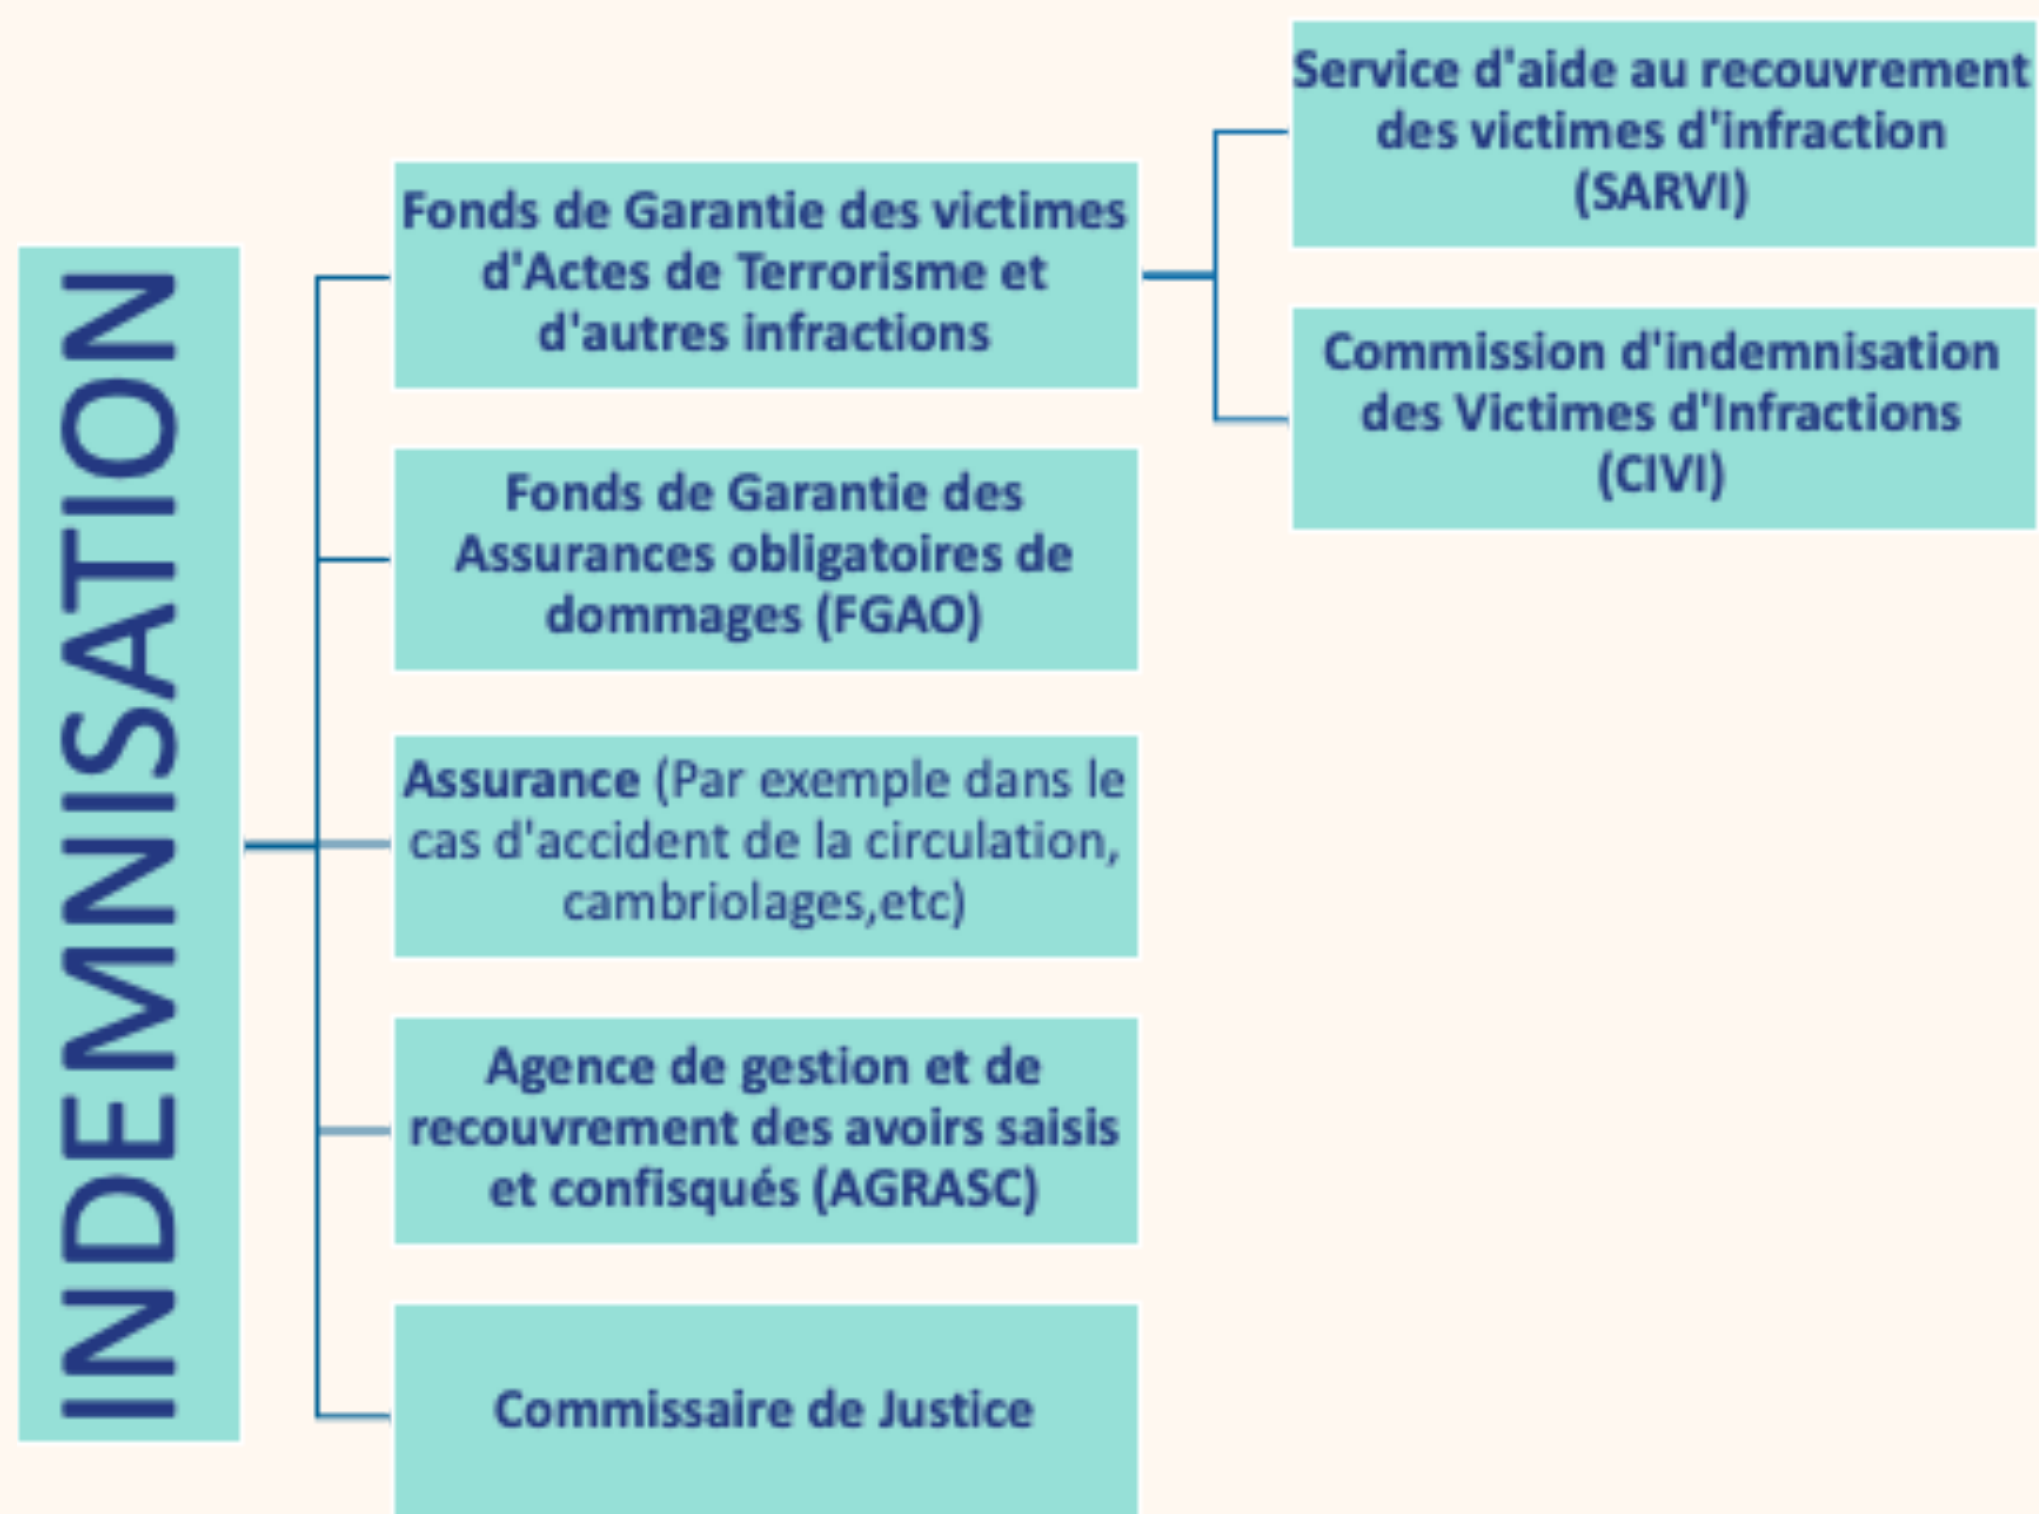 INDEMNISATION
Fonds de Garantie des victimes
d'Actes de Terrorisme et
d'autres infractions
Service d'aide au recouvrement
des victimes d'infraction
(SARVI)
Commission d'indemnisation
des Victimes d'Infractions
(CIVI)
Fonds de Garantie des
Assurances obligatoires de
dommages (FGAO)
Assurance (Par exemple dans le
cas d'accident de la circulation,
cambriolages,etc)
Agence de gestion et de
recouvrement des avoirs saisis
et confisqués (AGRASC)
Commissaire de Justice